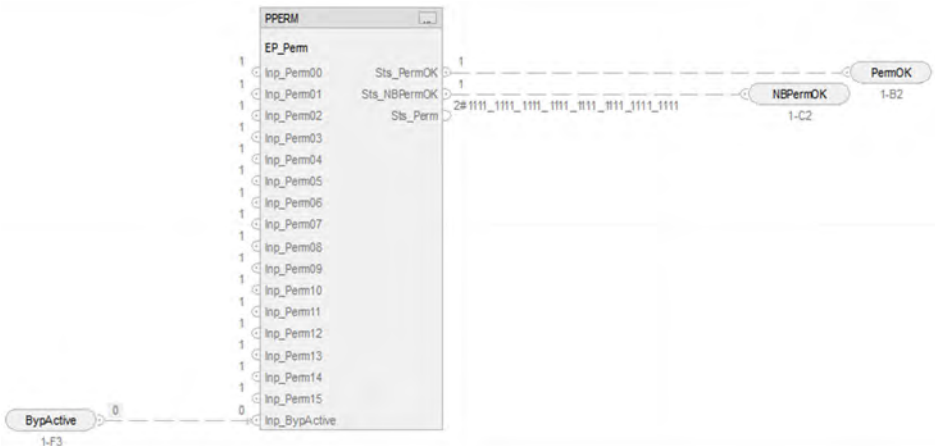 PPERM ...
EP_Perm
1 Inp_Perm00 Sts_PermOK 1 PermOK
1-B2
1 Inp_Perm01 Sts_NBPermOK 1 NBPermOK
1-C2
1 Inp_Perm02 Sts_Perm 2#1111_1111_1111_1111_1111_1111_1111_1111
1 Inp_Perm03
1 Inp_Perm04
1 Inp_Perm05
1 Inp_Perm06
1 Inp_Perm07
1 Inp_Perm08
1 Inp_Perm09
1 Inp_Perm10
1 Inp_Perm11
1 Inp_Perm12
1 Inp_Perm13
1 Inp_Perm14
1 Inp_Perm15
BypActive 0 0 Inp_BypActive
1-F3